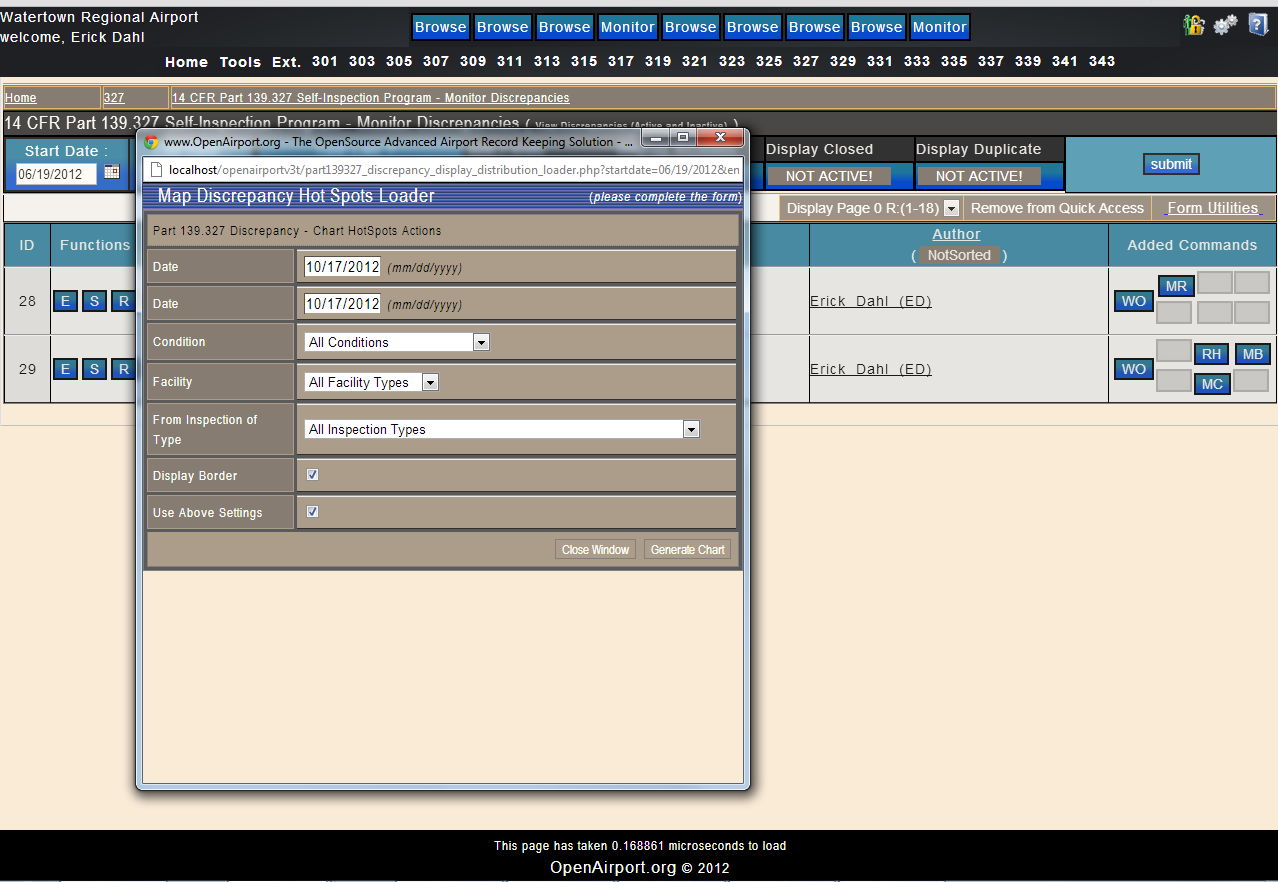 Watertown Regional Airport
welcome, Erick Dahl
Browse Browse Browse Monitor Browse Browse Browse Browse Monitor
Home Tools Ext. 301 303 305 307 309 311 313 315 317 319 321 323 325 327 329 331 333 335 337 339 341 343
Home 327 14 CFR Part 139.327 Self-Inspection Program - Monitor Discrepancies
14 CFR Part 139.327 Self-Inspection Program - Monitor Discrepancies ( View Discrepancies (Active and Inactive) )
Start Date :
06/19/2012
Display Closed
NOT ACTIVE!
Display Duplicate
NOT ACTIVE!
submit
Display Page 0 R:(1-18) Remove from Quick Access Form Utilities
ID Functions
Author
( NotSorted )
Added Commands
28 E S R
Erick Dahl (ED)
WO MR
29 E S R
Erick Dahl (ED)
WO RH MB
MC
www.OpenAirport.org - The OpenSource Advanced Airport Record Keeping Solution - ...
localhost/openairportv3t/part139327_discrepancy_display_distribution_loader.php?startdate=06/19/2012&en
Map Discrepancy Hot Spots Loader (please complete the form)
Part 139.327 Discrepancy - Chart HotSpots Actions
Date 10/17/2012 (mm/dd/yyyy)
Date 10/17/2012 (mm/dd/yyyy)
Condition All Conditions
Facility All Facility Types
From Inspection of
Type
All Inspection Types
Display Border
Use Above Settings
Close Window Generate Chart
This page has taken 0.168861 microseconds to load
OpenAirport.org © 2012